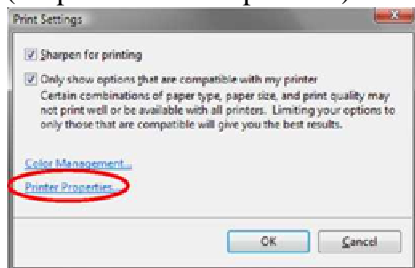 Print Settings
Sharpen for printing
Only show options that are compatible with my printer
Certain combinations of paper type, paper size, and print quality may
not print well or be available with all printers. Limiting your options to
only those that are compatible will give you the best results.
Color Management...
Printer Properties...
OK
Cancel